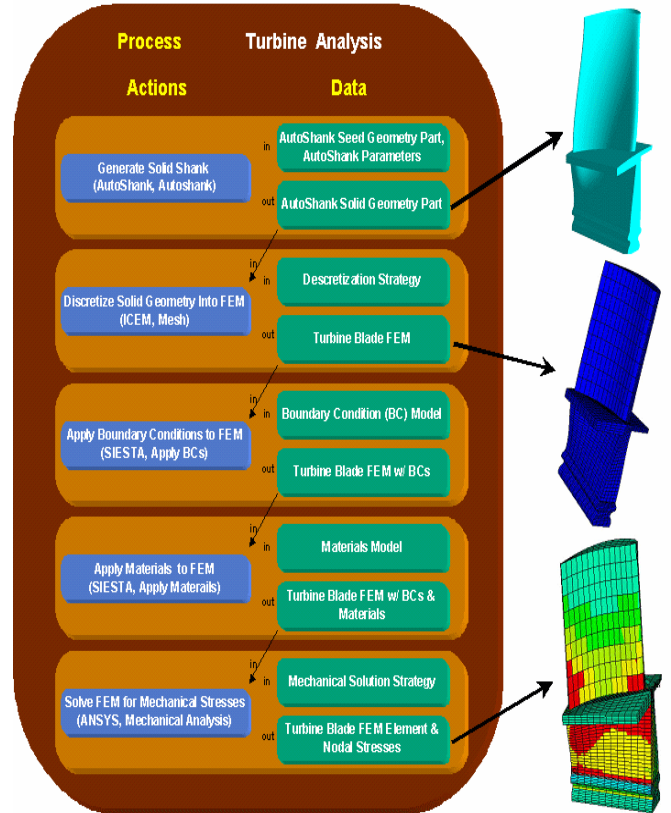 Process Turbine Analysis
Actions Data
Generate Solid Shank
(AutoShank, Autoshank)
in
AutoShank Seed Geometry Part,
AutoShank Parameters
out
AutoShank Solid Geometry Part
Discretize Solid Geometry Into FEM
(ICEM, Mesh)
in
in
Descretization Strategy
out
Turbine Blade FEM
Apply Boundary Conditions to FEM
(SIESTA, Apply BCs)
in
in
Boundary Condition (BC) Model
out
Turbine Blade FEM w/ BCs
Apply Materials to FEM
(SIESTA, Apply Materails)
in
in
Materials Model
out
Turbine Blade FEM w/ BCs &
Materials
Solve FEM for Mechanical Stresses
(ANSYS, Mechanical Analysis)
in
in
Mechanical Solution Strategy
out
Turbine Blade FEM Element &
Nodal Stresses